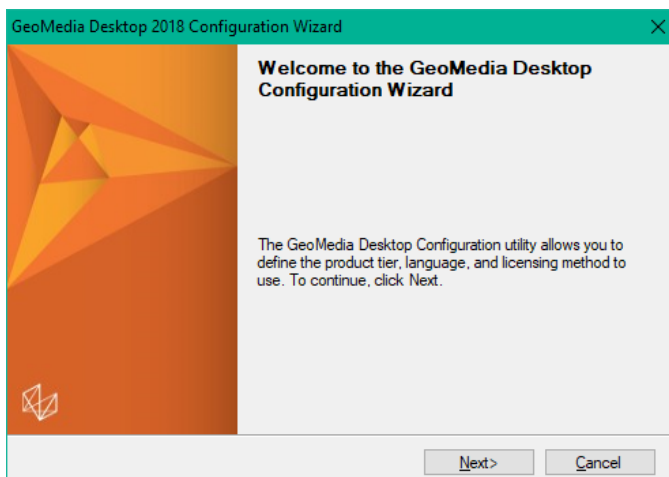 GeoMedia Desktop 2018 Configuration Wizard
Welcome to the GeoMedia Desktop
Configuration Wizard
The GeoMedia Desktop Configuration utility allows you to
define the product tier, language, and licensing method to
use. To continue, click Next.
Next>
Cancel